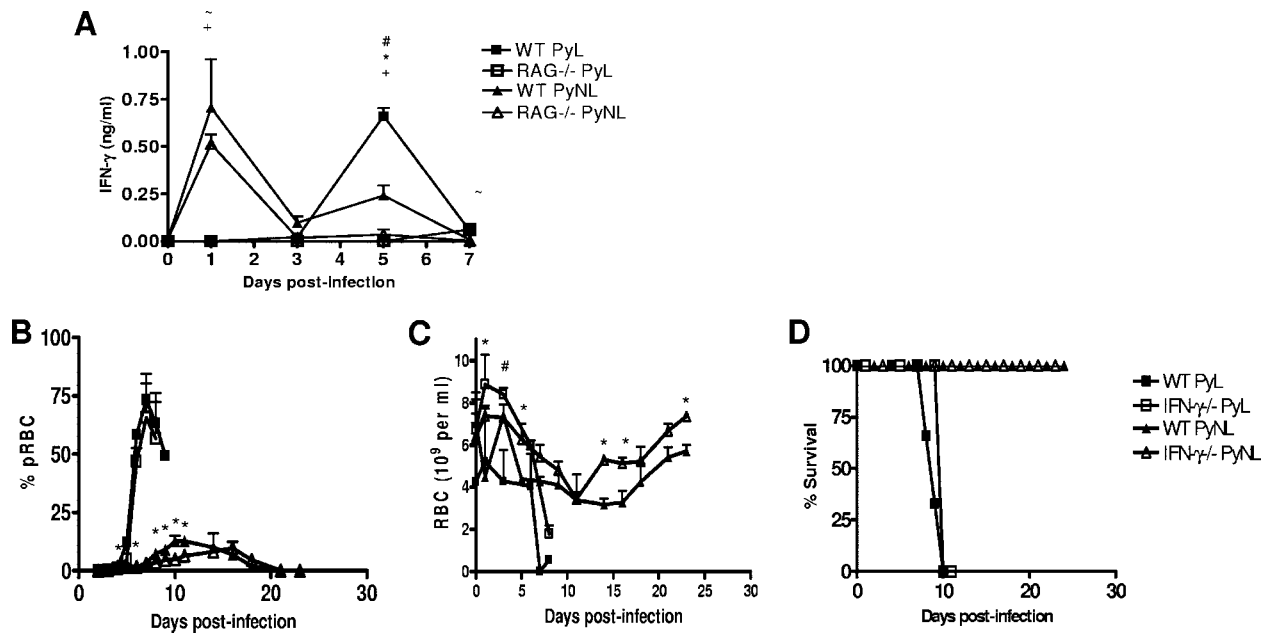 A
~
+
#
*
+
1.00
0.75
0.50
0.25
0.00
IFN-γ (ng/ml)
~
0 1 2 3 4 5 6 7
Days post-infection
WT PyL
RAG-/- PyL
WT PyNL
RAG-/- PyNL
B
100
75
50
25
0
% pRBC
* * * * * * *
0 10 20 30
Days post-infection
C
10
8
6
4
2
0
RBC (10⁹ per ml)
*
#
*
* *
*
0 5 10 15 20 25 30
Days post-infection
D
100
75
50
25
0
% Survival
0 10 20 30
Days post-infection
WT PyL
IFN-γ-/- PyL
WT PyNL
IFN-γ-/- PyNL